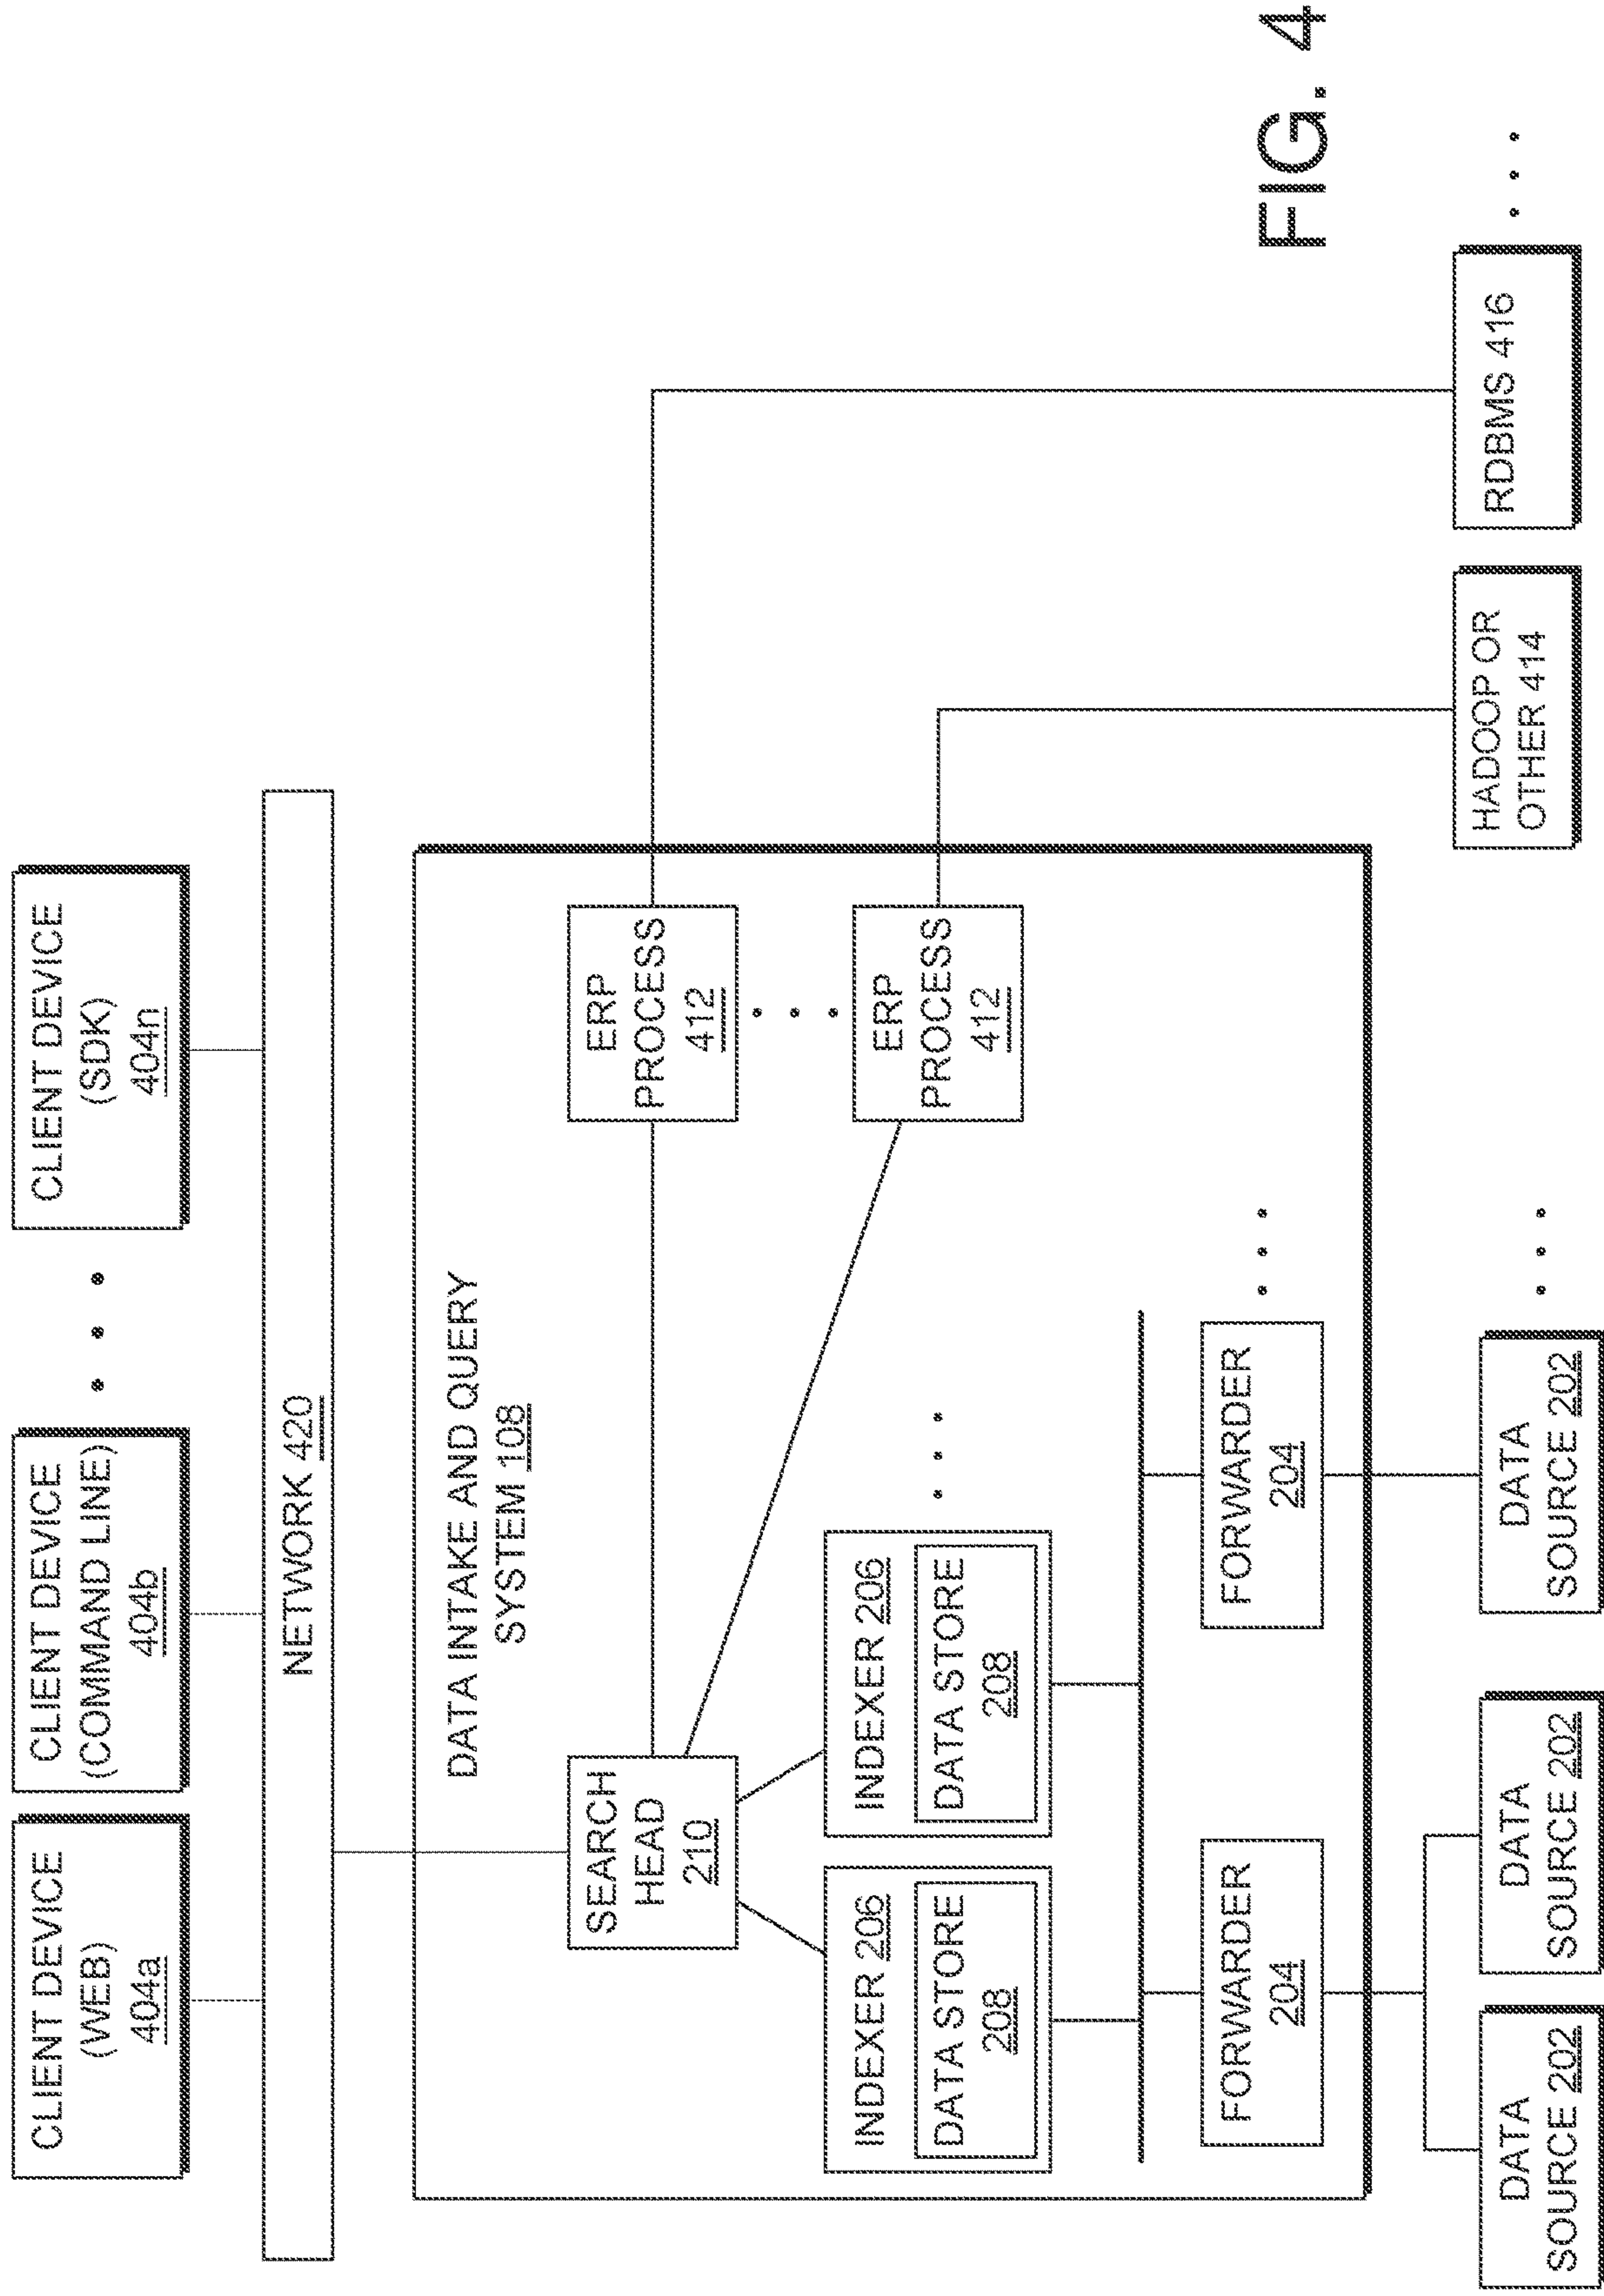 CLIENT DEVICE
(WEB)
404a
CLIENT DEVICE
(COMMAND LINE)
404b
CLIENT DEVICE
(SDK)
404n
NETWORK 420
DATA INTAKE AND QUERY
SYSTEM 108
SEARCH
HEAD
210
ERP
PROCESS
412
ERP
PROCESS
412
INDEXER 206
DATA STORE
208
INDEXER 206
DATA STORE
208
FORWARDER
204
FORWARDER
204
DATA
SOURCE 202
DATA
SOURCE 202
DATA
SOURCE 202
HADOOP OR
OTHER 414
RDBMS 416
FIG. 4